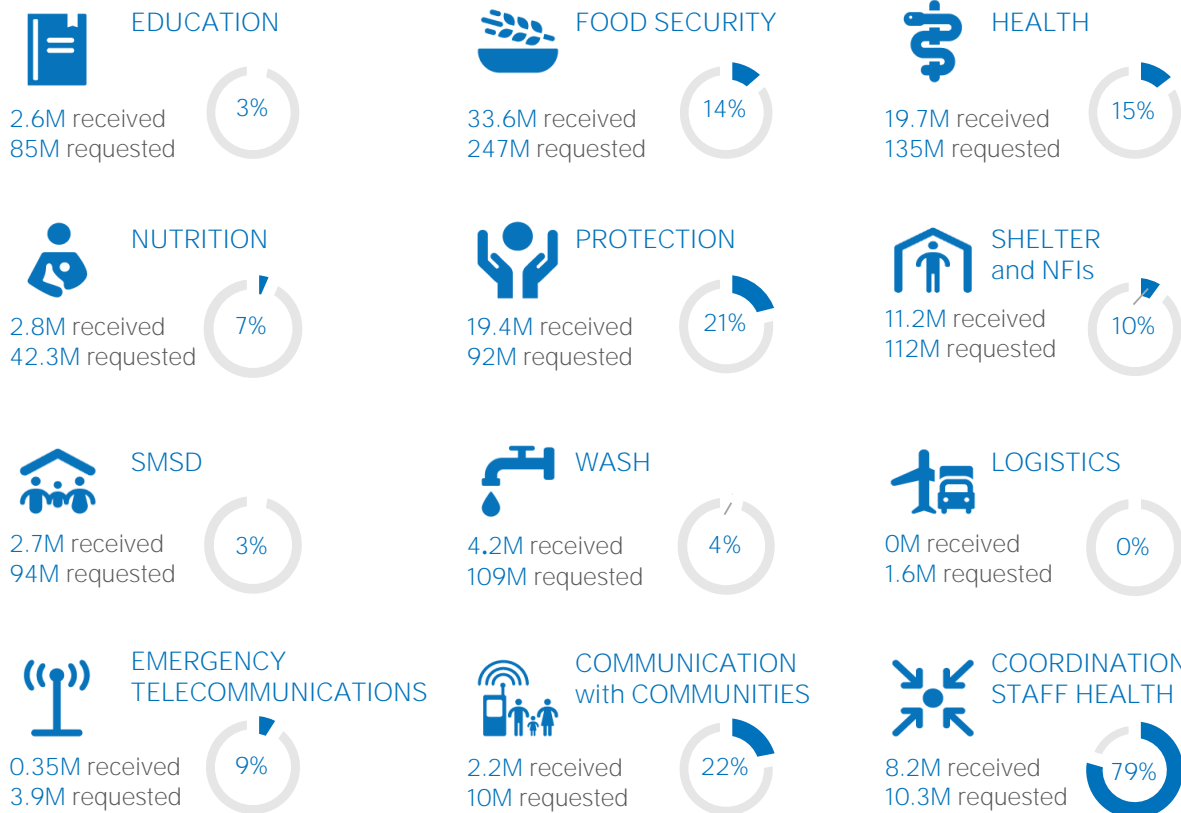 EDUCATION
3%
2.6M received
85M requested
FOOD SECURITY
14%
33.6M received
247M requested
HEALTH
15%
19.7M received
135M requested
NUTRITION
7%
2.8M received
42.3M requested
PROTECTION
21%
19.4M received
92M requested
SHELTER
and NFIs
10%
11.2M received
112M requested
SMSD
3%
2.7M received
94M requested
WASH
4%
4.2M received
109M requested
LOGISTICS
0%
0M received
1.6M requested
EMERGENCY
TELECOMMUNICATIONS
9%
0.35M received
3.9M requested
COMMUNICATION
with COMMUNITIES
22%
2.2M received
10M requested
COORDINATION
STAFF HEALTH
79%
8.2M received
10.3M requested